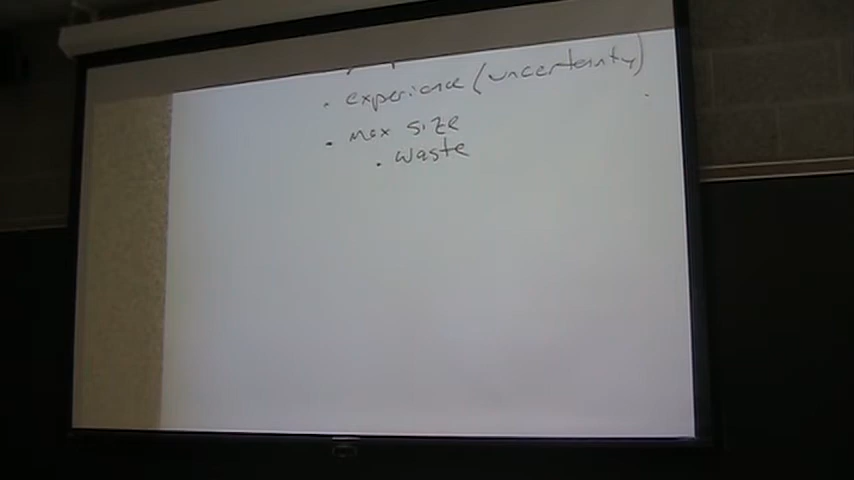 • experience (uncertainty)
• max size
• waste